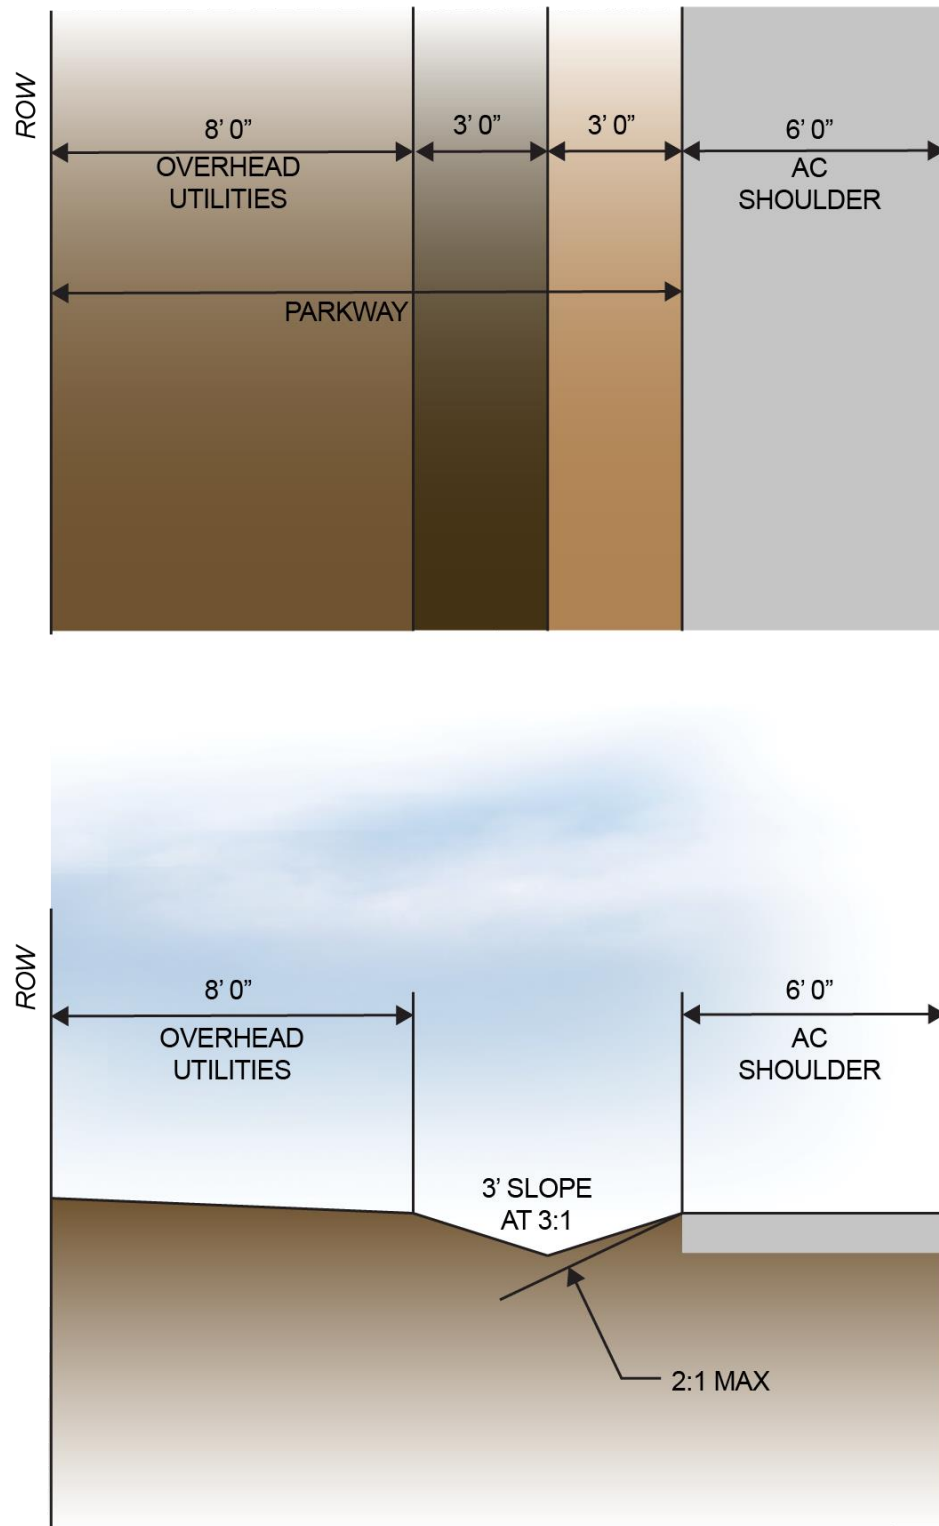 ROW
8’ 0”
3’ 0”
3’ 0”
6’ 0”
OVERHEAD
UTILITIES
AC
SHOULDER
PARKWAY
ROW
8’ 0”
6’ 0”
OVERHEAD
UTILITIES
AC
SHOULDER
3’ SLOPE
AT 3:1
2:1 MAX